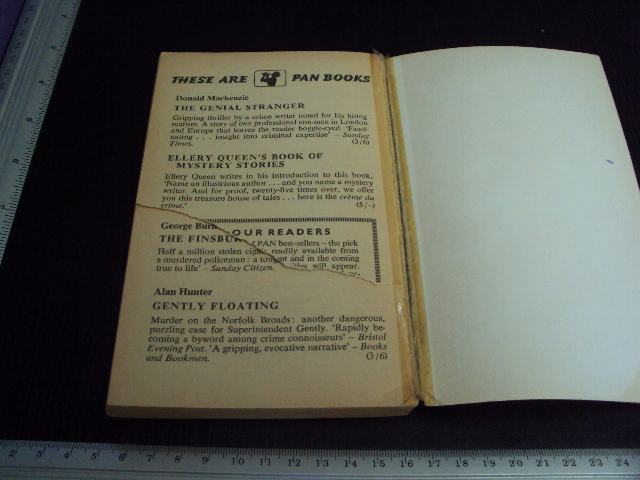 THESE ARE PAN BOOKS
Donald Mackenzie
THE GENIAL STRANGER
Gripping thriller by a crime writer noted for his biting
realism. A story of two professional con-men in London
and Europe that leaves the reader boggle-eyed. 'Fasci-
nating . . . insight into criminal expertise' – Sunday
Times. (3/6)
ELLERY QUEEN'S BOOK OF
MYSTERY STORIES
Ellery Queen writes in his introduction to this book,
'Name an illustrious author . . . and you name a mystery
writer. And for proof, twenty-five times over, we offer
you this treasure house of tales . . . here is the crème du
crime.' (5/-)
George Burn
OUR READERS
THE FINSBUR
PAN best-sellers – the pick
Half a million stolen cigar readily available from
a murdered policeman : a to and in the coming
true to life' – Sunday Citizen. will appear.
Alan Hunter
GENTLY FLOATING
Murder on the Norfolk Broads: another dangerous,
puzzling case for Superintendent Gently. 'Rapidly be-
coming a byword among crime connoisseurs' – Bristol
Evening Post. 'A gripping, evocative narrative' – Books
and Bookmen. (3/6)
2 3 4 5 6 7 8 9 10 11 12 13 14 15 16 17 18 19 20 21 22 23 24